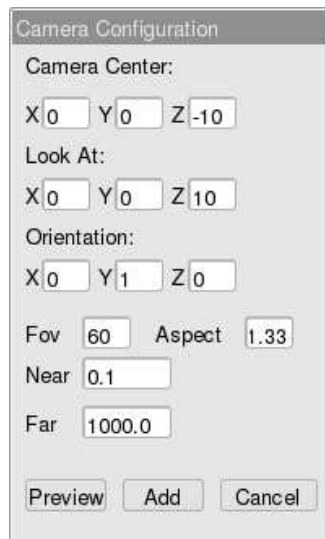 Camera Configuration
Camera Center:
X 0 Y 0 Z -10
Look At:
X 0 Y 0 Z 10
Orientation:
X 0 Y 1 Z 0
Fov 60 Aspect 1.33
Near 0.1
Far 1000.0
Preview Add Cancel